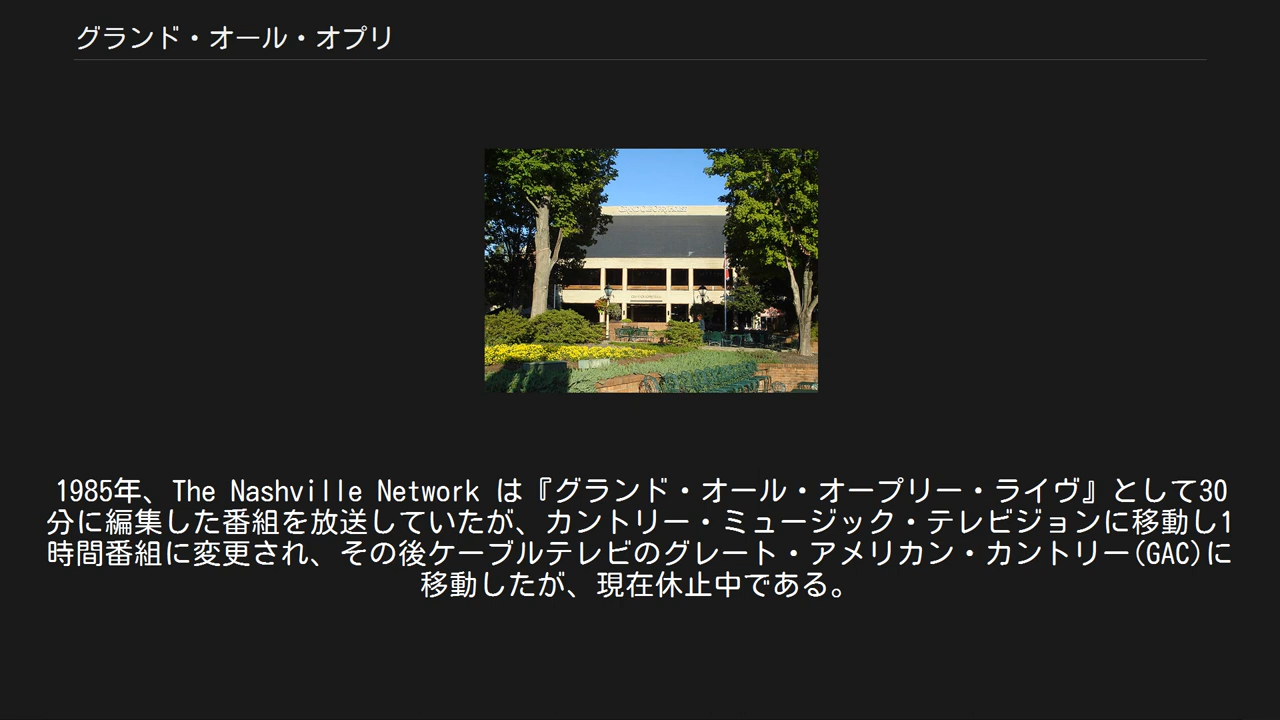 グランド・オール・オプリ
1985年、The Nashville Network は『グランド・オール・オープリー・ライヴ』として30
分に編集した番組を放送していたが、カントリー・ミュージック・テレビジョンに移動し1
時間番組に変更され、その後ケーブルテレビのグレート・アメリカン・カントリー(GAC)に
移動したが、現在休止中である。